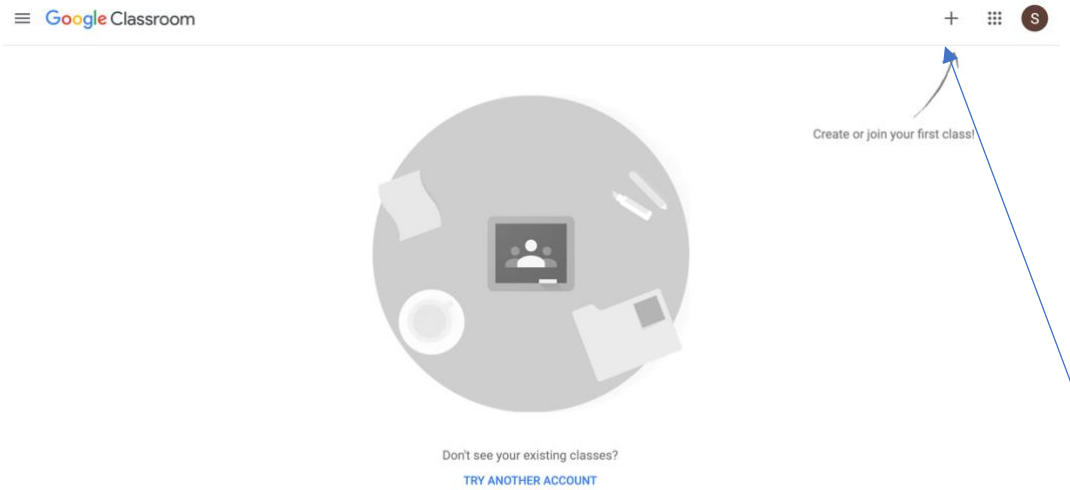 Google Classroom
S
Create or join your first class!
Don't see your existing classes?
TRY ANOTHER ACCOUNT